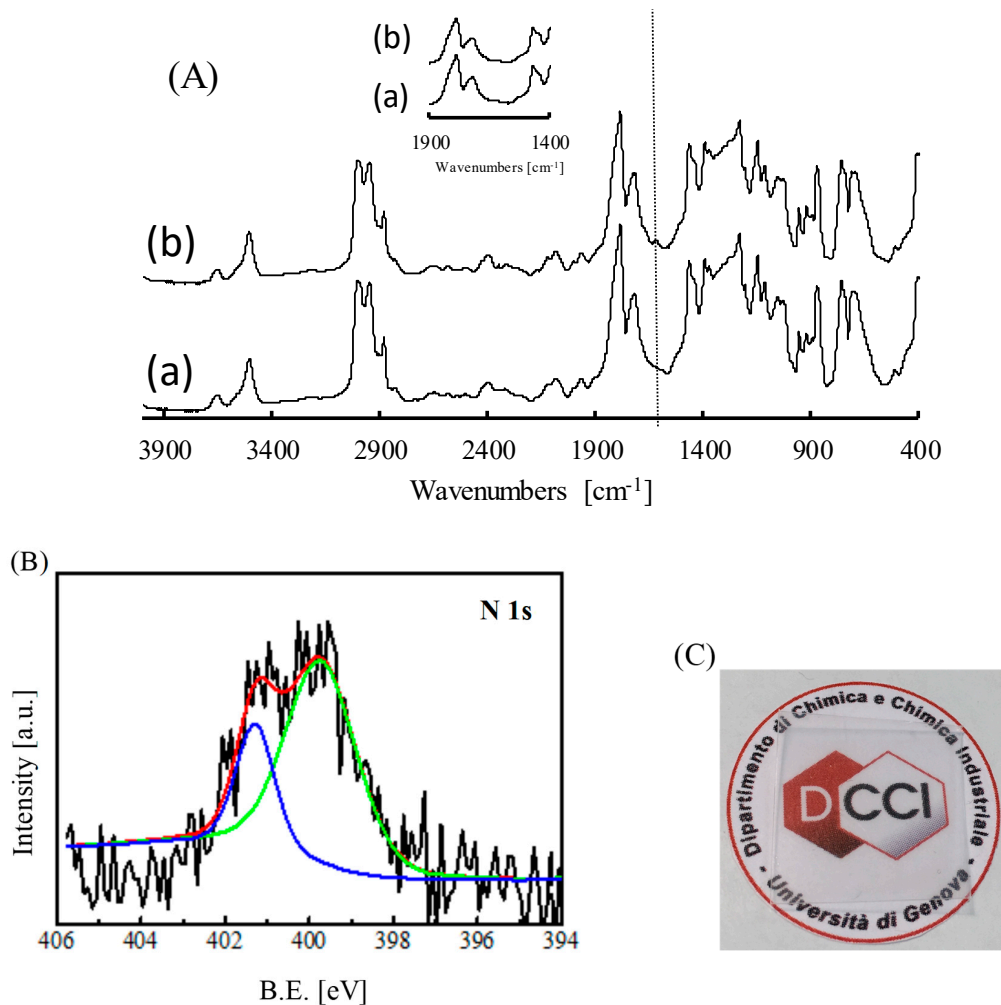 (A)
(b)
(a)
1900 1400
Wavenumbers [cm-1]
(b)
(a)
3900 3400 2900 2400 1900 1400 900 400
Wavenumbers [cm-1]
(B)
N 1s
Intensity [a.u.]
406 404 402 400 398 396 394
B.E. [eV]
(C)
Dipartimento di Chimica e Chimica Industriale
DCCI
- Università di Genova -